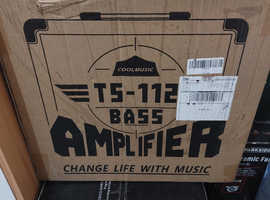 COOLMUSIC
TS-112
BASS
AMPLIFIER
CHANGE LIFE WITH MUSIC